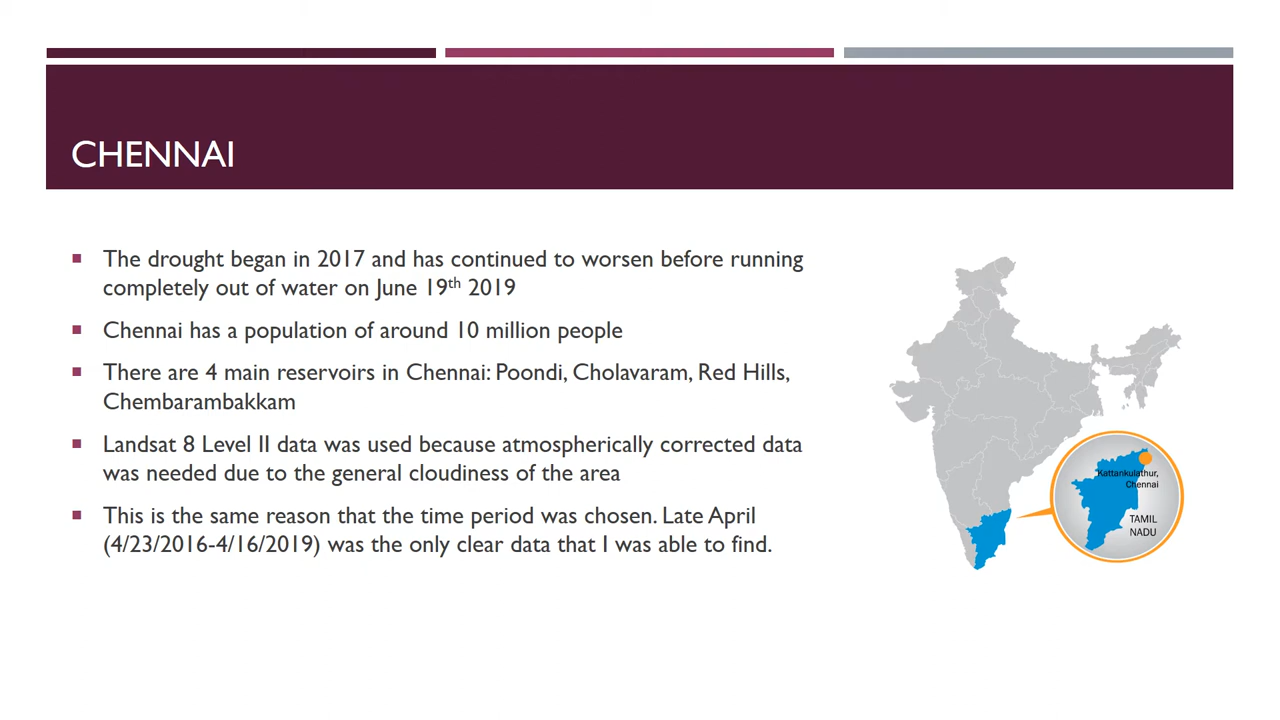 CHENNAI
The drought began in 2017 and has continued to worsen before running
completely out of water on June 19th 2019
Chennai has a population of around 10 million people
There are 4 main reservoirs in Chennai: Poondi, Cholavaram, Red Hills,
Chembarambakkam
Landsat 8 Level II data was used because atmospherically corrected data
was needed due to the general cloudiness of the area
This is the same reason that the time period was chosen. Late April
(4/23/2016-4/16/2019) was the only clear data that I was able to find.
Kattankulathur,
Chennai
TAMIL
NADU